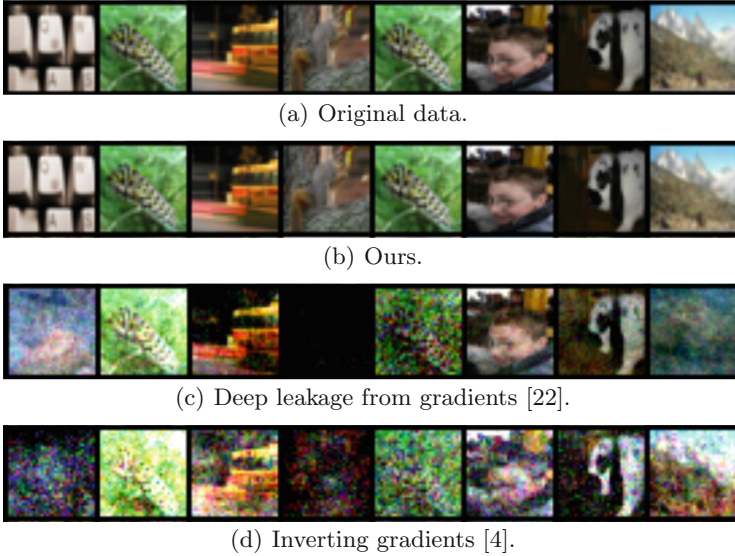 (a) Original data.
(b) Ours.
(c) Deep leakage from gradients [22].
(d) Inverting gradients [4].